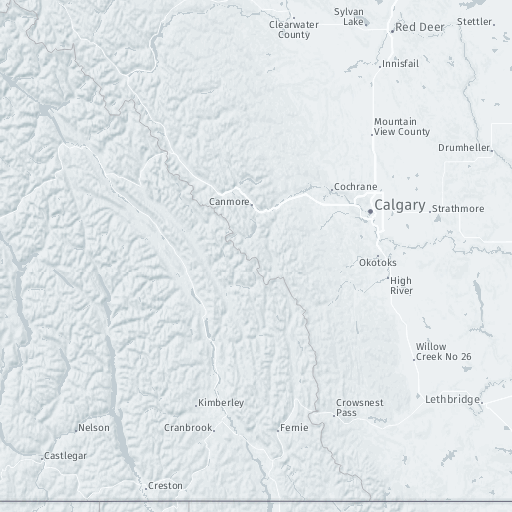 Sylvan
Lake
Clearwater
County
Red Deer
Stettler
Innisfail
Mountain
View County
Drumheller
Cochrane
Canmore
Calgary
Strathmore
Okotoks
High
River
Willow
Creek No 26
Lethbridge
Kimberley
Crowsnest
Pass
Nelson
Cranbrook
Fernie
Castlegar
Creston